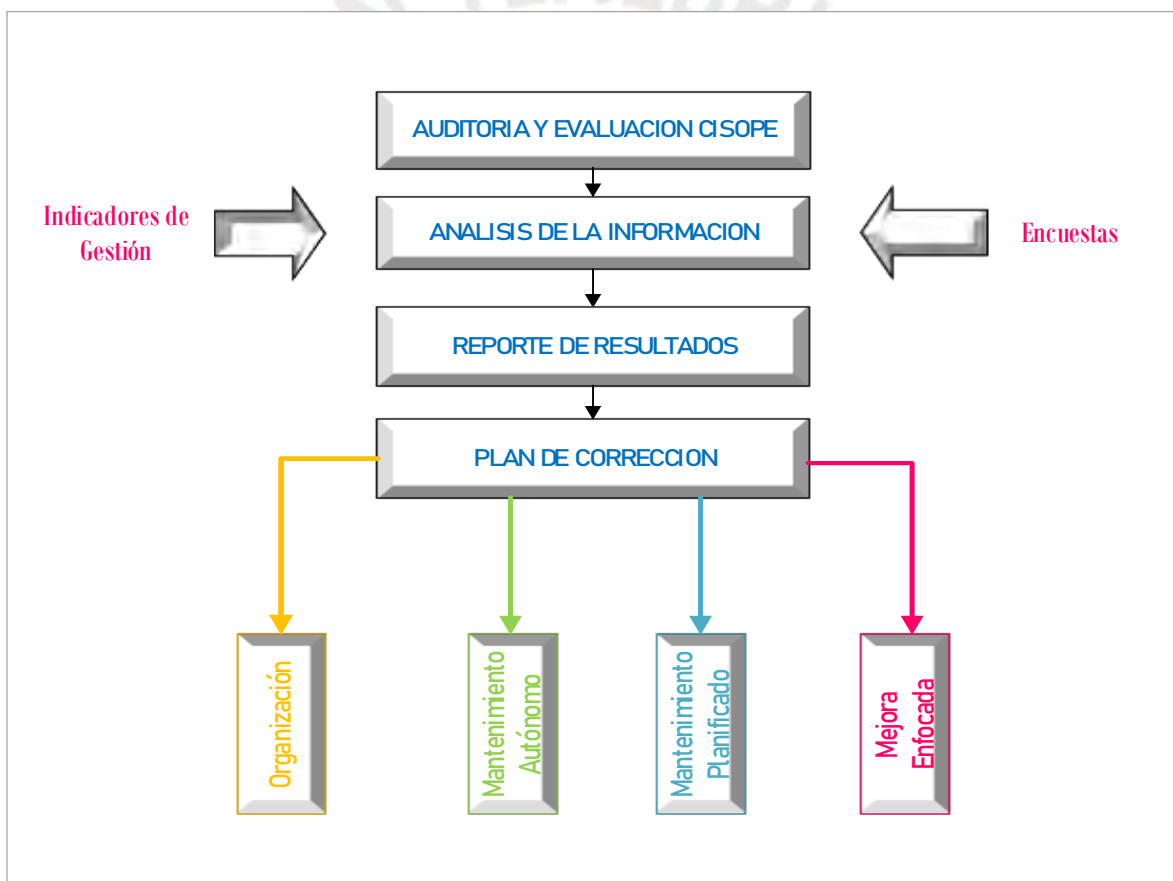 AUDITORIA Y EVALUACION CISOPE
Indicadores de
Gestión
ANALISIS DE LA INFORMACION
Encuestas
REPORTE DE RESULTADOS
PLAN DE CORRECCION
Organización
Mantenimiento
Autónomo
Mantenimiento
Planificado
Mejora
Enfocada